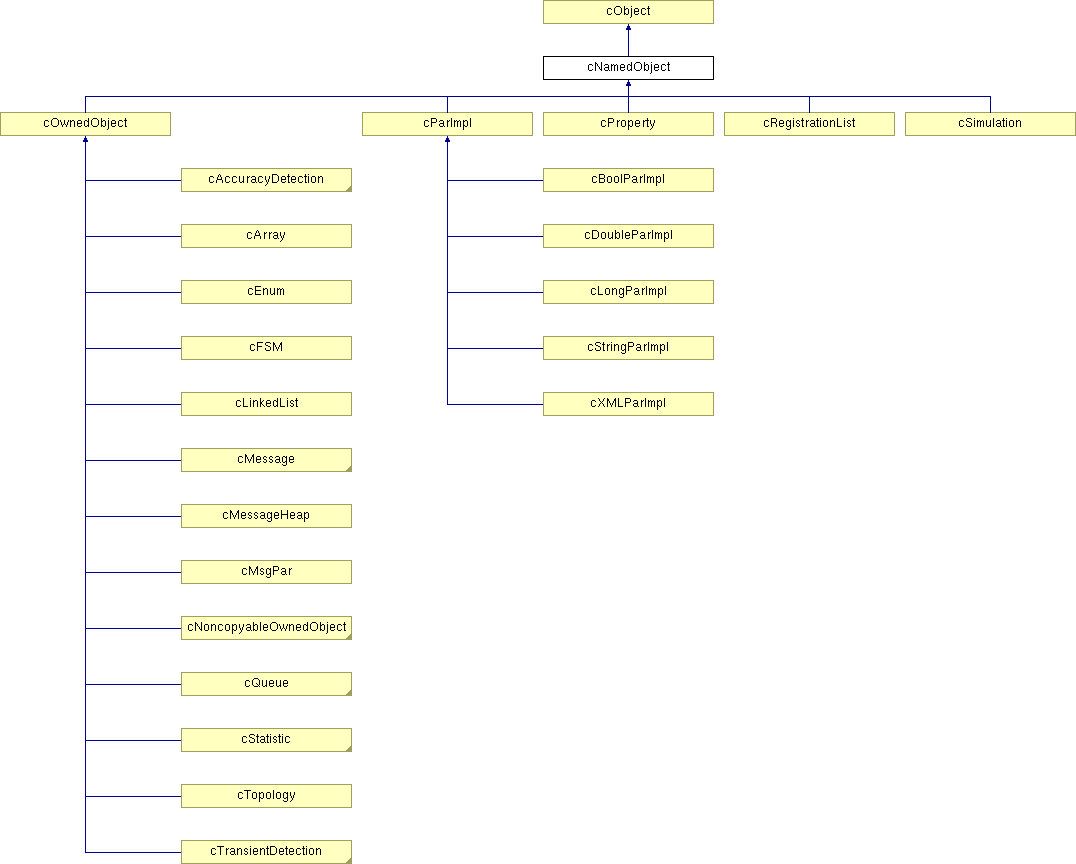 cObject
cNamedObject
cOwnedObject
cParImpl
cProperty
cRegistrationList
cSimulation
cAccuracyDetection
cBoolParImpl
cArray
cDoubleParImpl
cEnum
cLongParImpl
cFSM
cStringParImpl
cLinkedList
cXMLParImpl
cMessage
cMessageHeap
cMsgPar
cNoncopyableOwnedObject
cQueue
cStatistic
cTopology
cTransientDetection